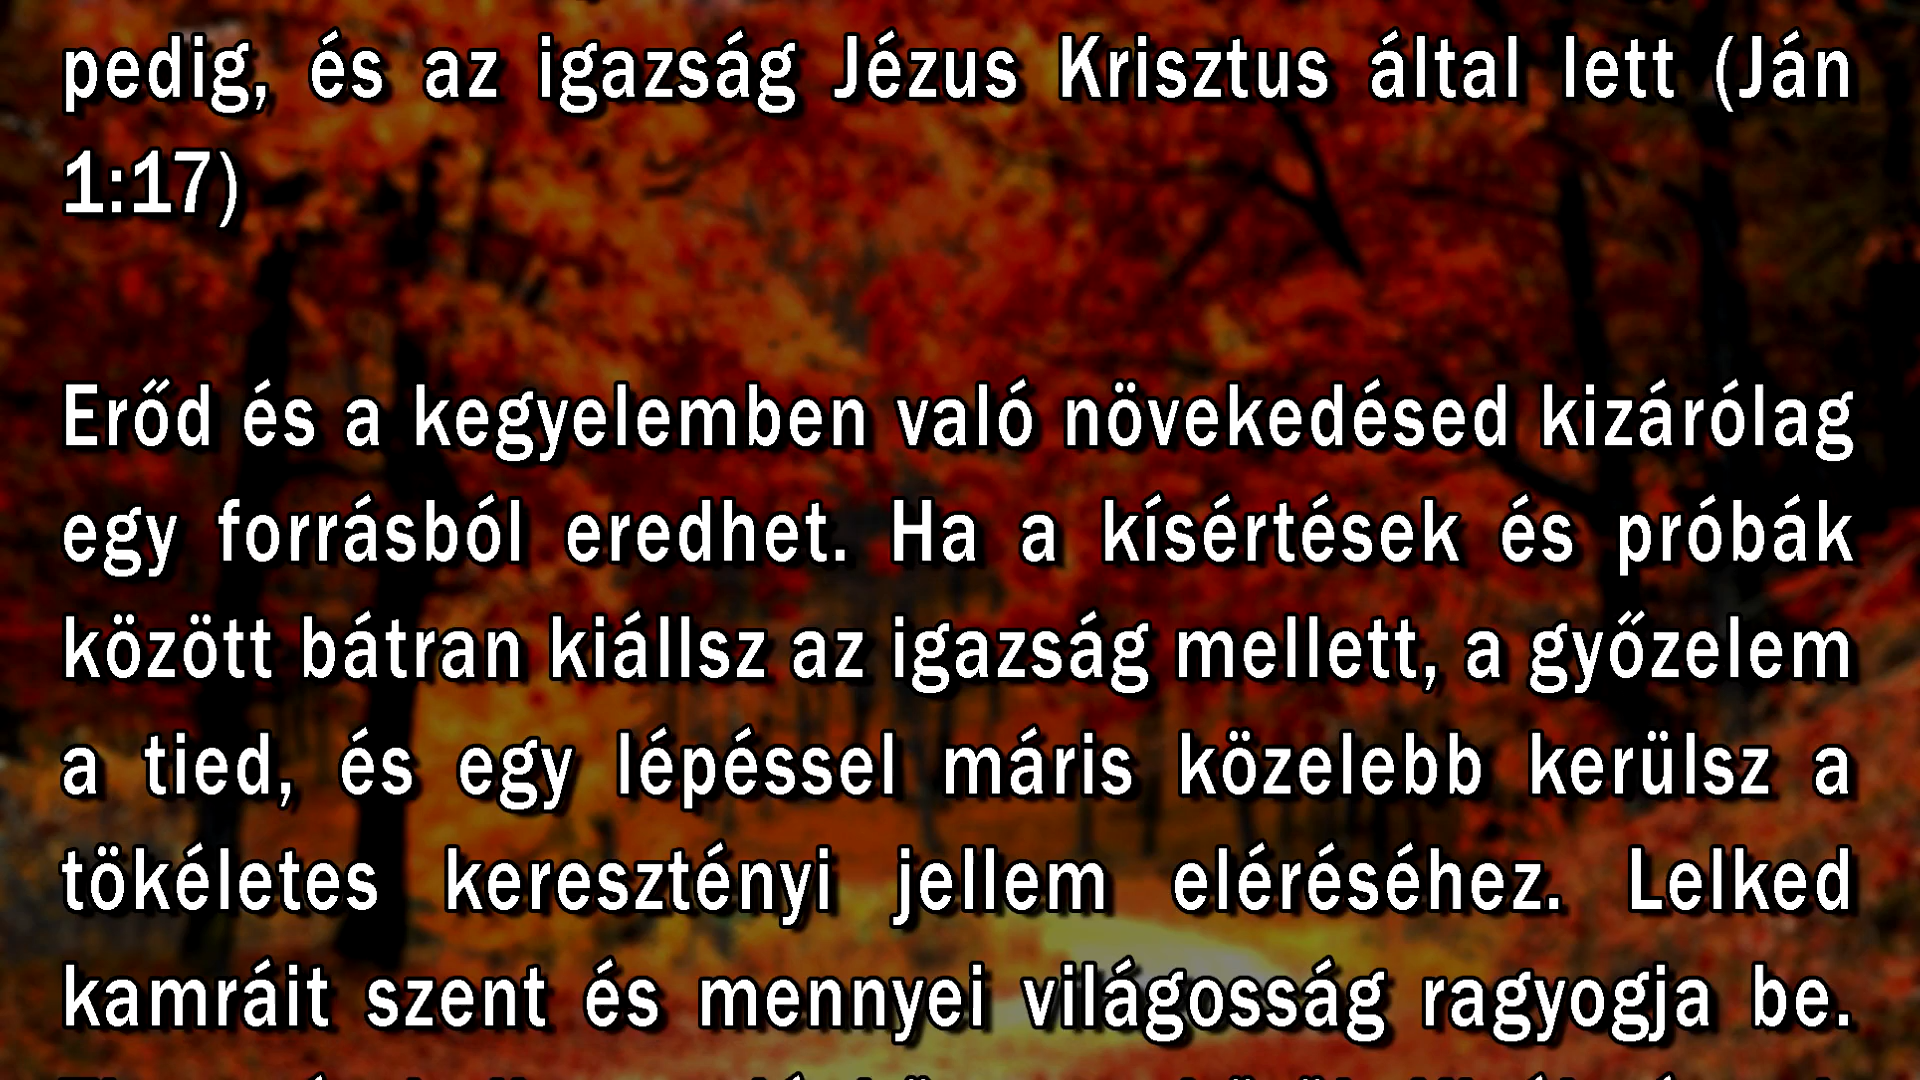 pedig, és az igazság Jézus Krisztus által lett (Ján
1:17)
Erőd és a kegyelemben való növekedésed kizárólag
egy forrásból eredhet. Ha a kísértések és próbák
között bátran kiállsz az igazság mellett, a győzelem
a tied, és egy lépéssel máris közelebb kerülsz a
tökéletes keresztényi jellem eléréséhez. Lelked
kamráit szent és mennyei világosság ragyogja be.